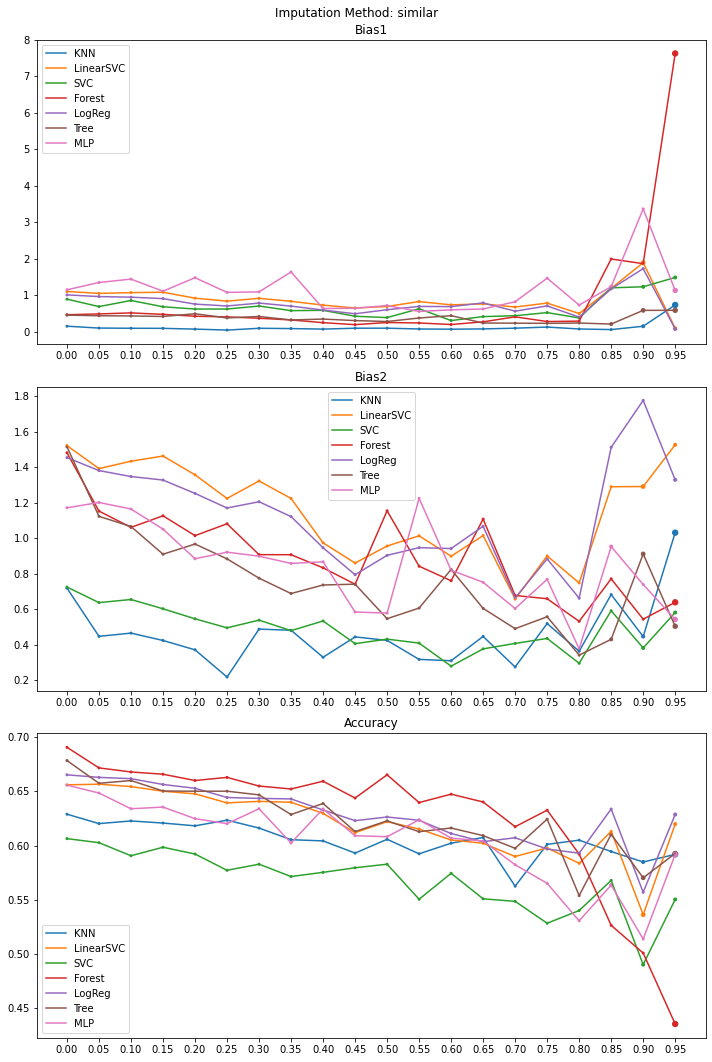 Imputation Method: similar
Bias1
8
7
6
5
4
3
2
1
0
KNN
LinearSVC
SVC
Forest
LogReg
Tree
MLP
0.00 0.05 0.10 0.15 0.20 0.25 0.30 0.35 0.40 0.45 0.50 0.55 0.60 0.65 0.70 0.75 0.80 0.85 0.90 0.95
Bias2
1.8
1.6
1.4
1.2
1.0
0.8
0.6
0.4
0.2
KNN
LinearSVC
SVC
Forest
LogReg
Tree
MLP
0.00 0.05 0.10 0.15 0.20 0.25 0.30 0.35 0.40 0.45 0.50 0.55 0.60 0.65 0.70 0.75 0.80 0.85 0.90 0.95
Accuracy
0.70
0.65
0.60
0.55
0.50
0.45
KNN
LinearSVC
SVC
Forest
LogReg
Tree
MLP
0.00 0.05 0.10 0.15 0.20 0.25 0.30 0.35 0.40 0.45 0.50 0.55 0.60 0.65 0.70 0.75 0.80 0.85 0.90 0.95